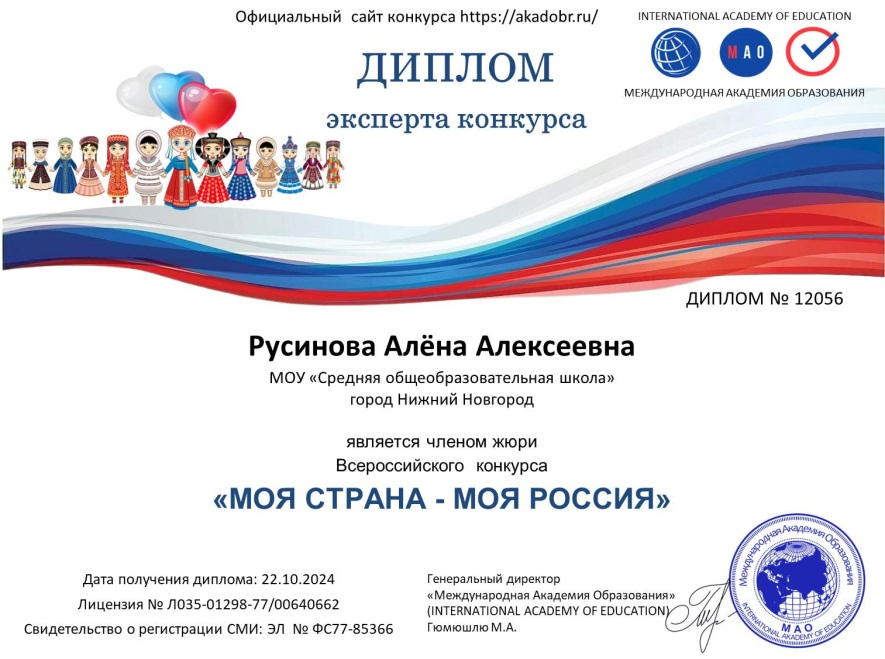 Официальный сайт конкурса https://akadobr.ru/
INTERNATIONAL ACADEMY OF EDUCATION
МАО
МЕЖДУНАРОДНАЯ АКАДЕМИЯ ОБРАЗОВАНИЯ
ДИПЛОМ
эксперта конкурса
ДИПЛОМ № 12056
Русинова Алёна Алексеевна
МОУ «Средняя общеобразовательная школа»
город Нижний Новгород
является членом жюри
Всероссийского конкурса
«МОЯ СТРАНА - МОЯ РОССИЯ»
Дата получения диплома: 22.10.2024
Лицензия № Л035-01298-77/00640662
Свидетельство о регистрации СМИ: ЭЛ № ФС77-85366
Генеральный директор
«Международная Академия Образования»
(INTERNATIONAL ACADEMY OF EDUCATION)
Гюмюшлю М.А.
Международная Академия Образования
МАО
INTERNATIONAL ACADEMY OF EDUCATION